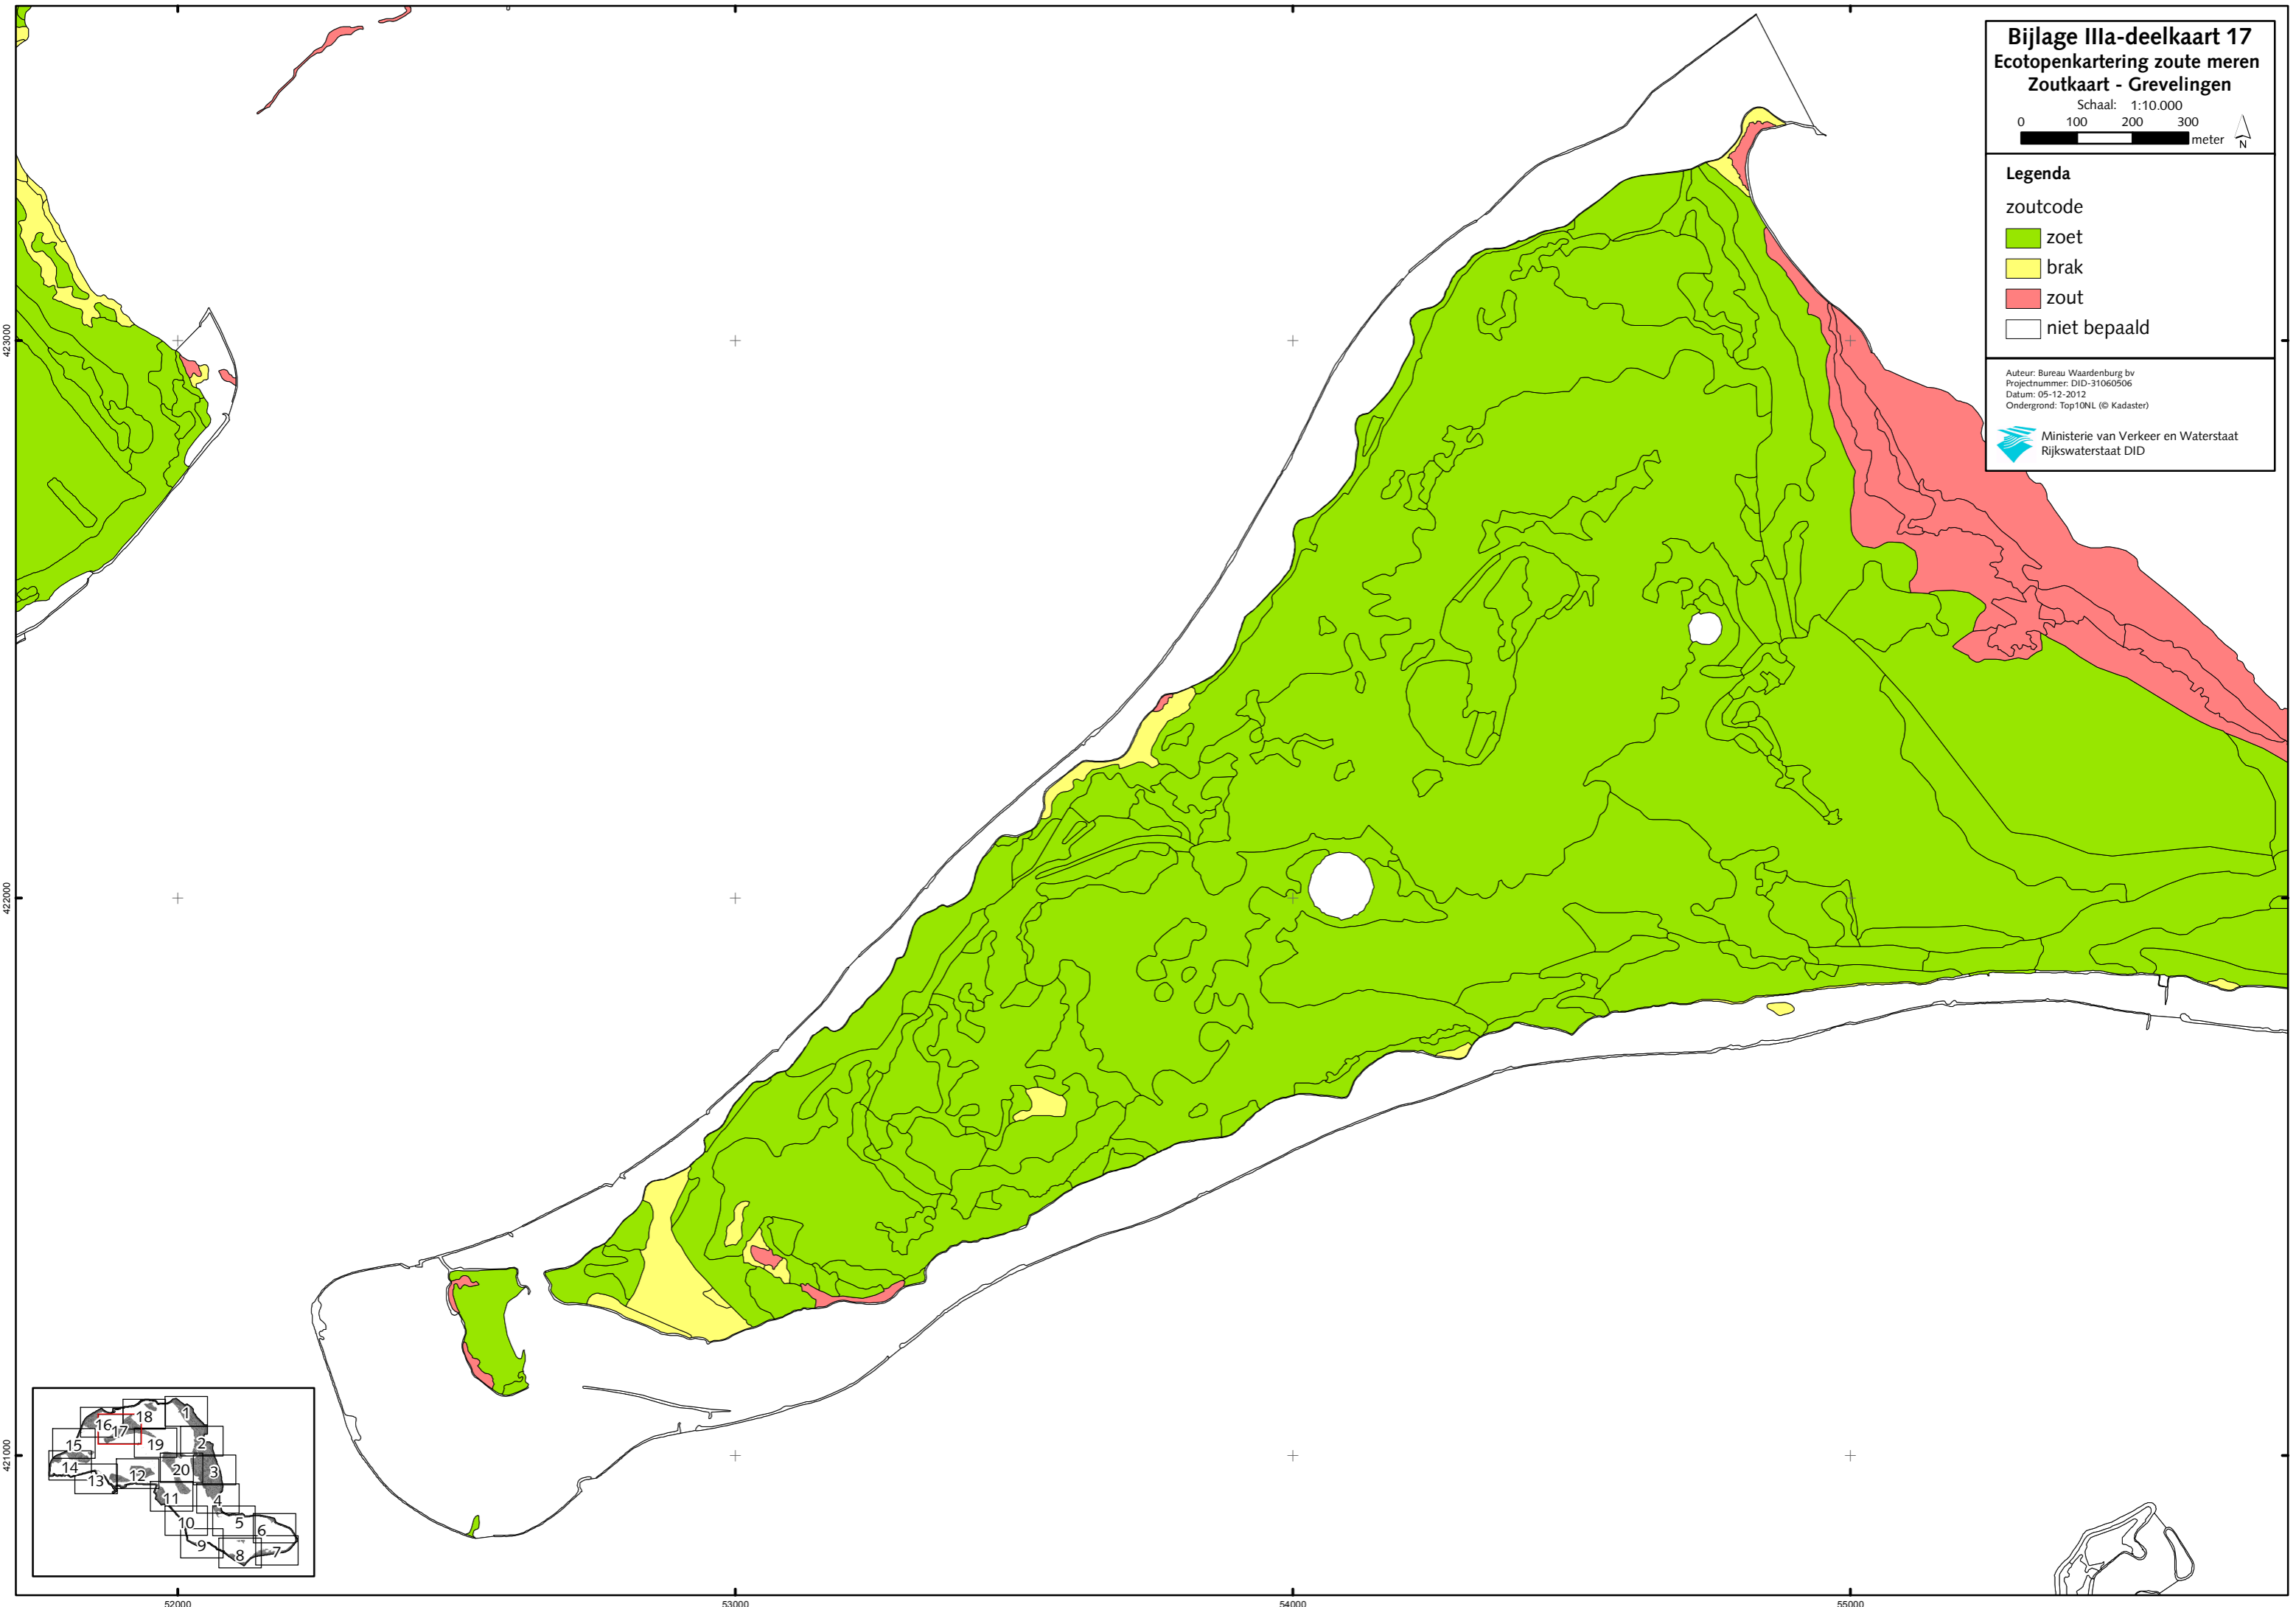 Bijlage IIIa-deelkaart 17
Ecotopenkartering zoute meren
Zoutkaart - Grevelingen
Schaal: 1:10.000
0 100 200 300
meter
N
Legenda
zoutcode
zoet
brak
zout
niet bepaald
Auteur: Bureau Waardenburg bv
Projectnummer: DID-31060506
Datum: 05-12-2012
Ondergrond: Top10NL (© Kadaster)
Ministerie van Verkeer en Waterstaat
Rijkswaterstaat DID
423000
422000
421000
18 1
16 17
15 19 2
14 13 12 20 3
11 4
10 5 6
9 8 7
52000 53000 54000 55000